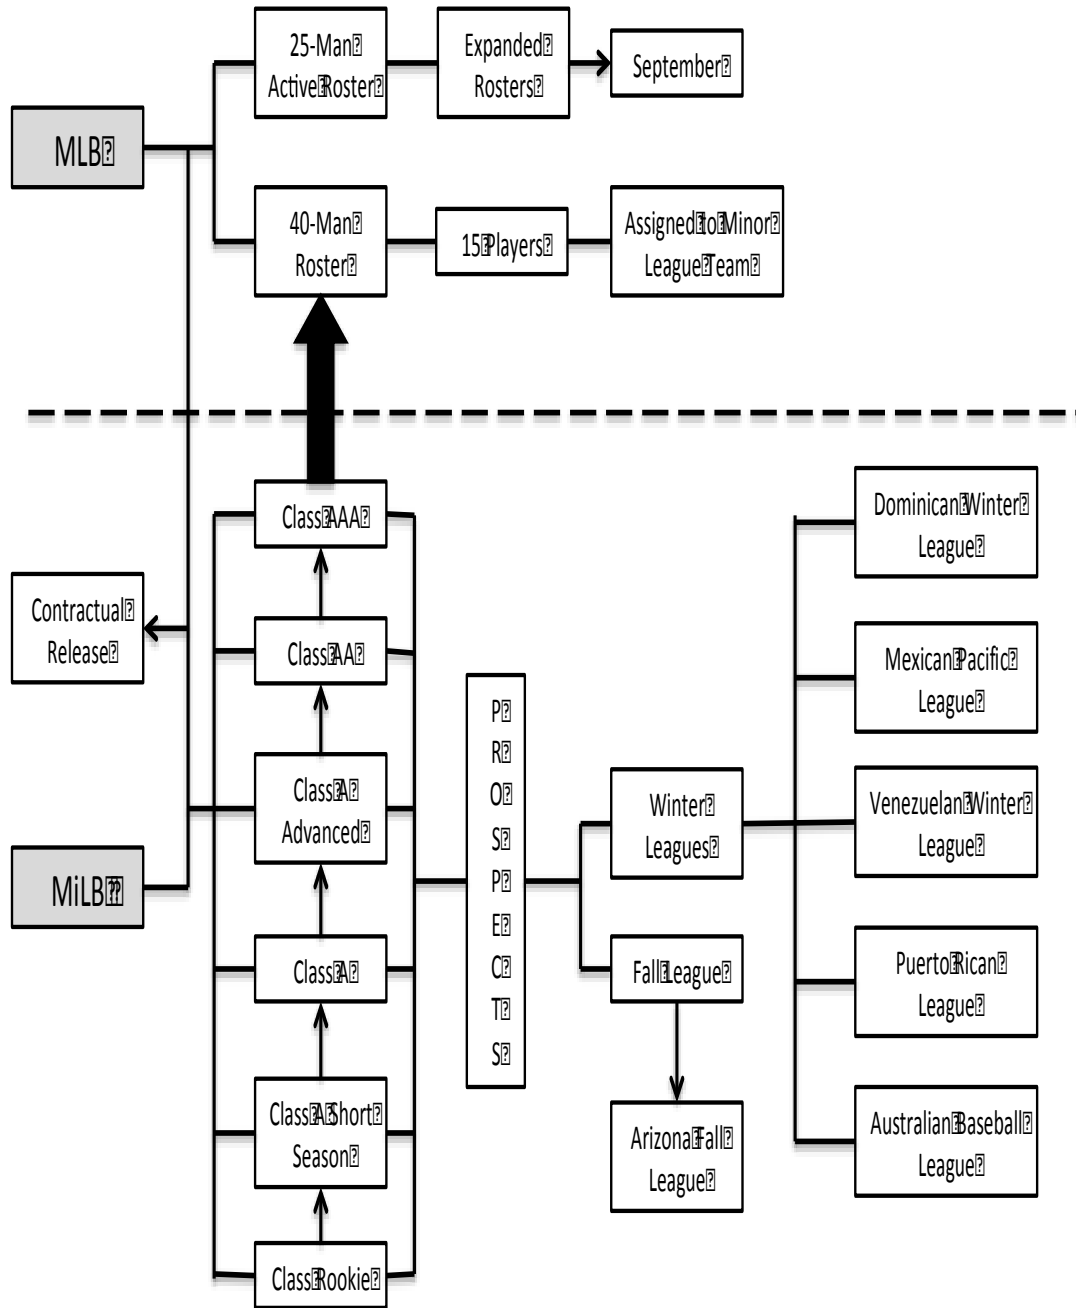 25-Man
Active Roster
Expanded
Rosters
September
MLB
40-Man
Roster
15 Players
Assigned to Minor
League Team
Class AAA
Dominican Winter
League
Contractual
Release
Class AA
Mexican Pacific
League
P
R
O
S
P
E
C
T
S
Class A
Advanced
Winter
Leagues
Venezuelan Winter
League
MiLB
Class A
Fall League
Puerto Rican
League
Class A Short
Season
Arizona Fall
League
Australian Baseball
League
Class Rookie